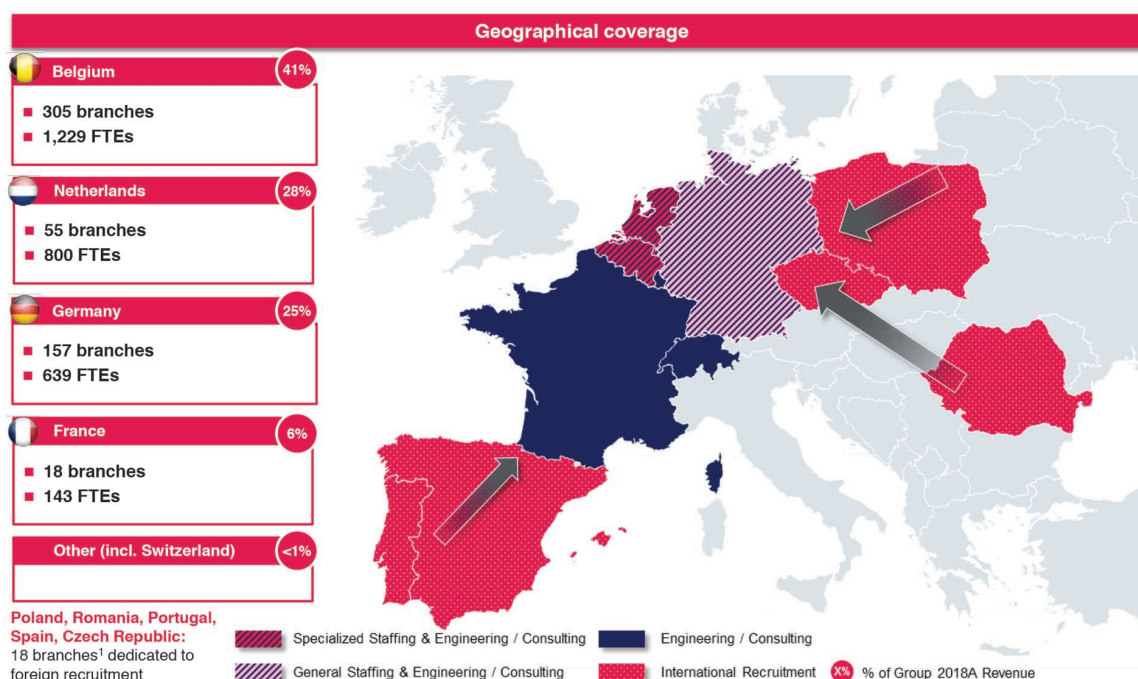 Geographical coverage
Belgium
41%
305 branches
1,229 FTEs
Netherlands
28%
55 branches
800 FTEs
Germany
25%
157 branches
639 FTEs
France
6%
18 branches
143 FTEs
Other (incl. Switzerland)
<1%
Poland, Romania, Portugal,
Spain, Czech Republic:
18 branches¹ dedicated to
foreign recruitment
Specialized Staffing & Engineering / Consulting
Engineering / Consulting
General Staffing & Engineering / Consulting
International Recruitment
X% % of Group 2018A Revenue